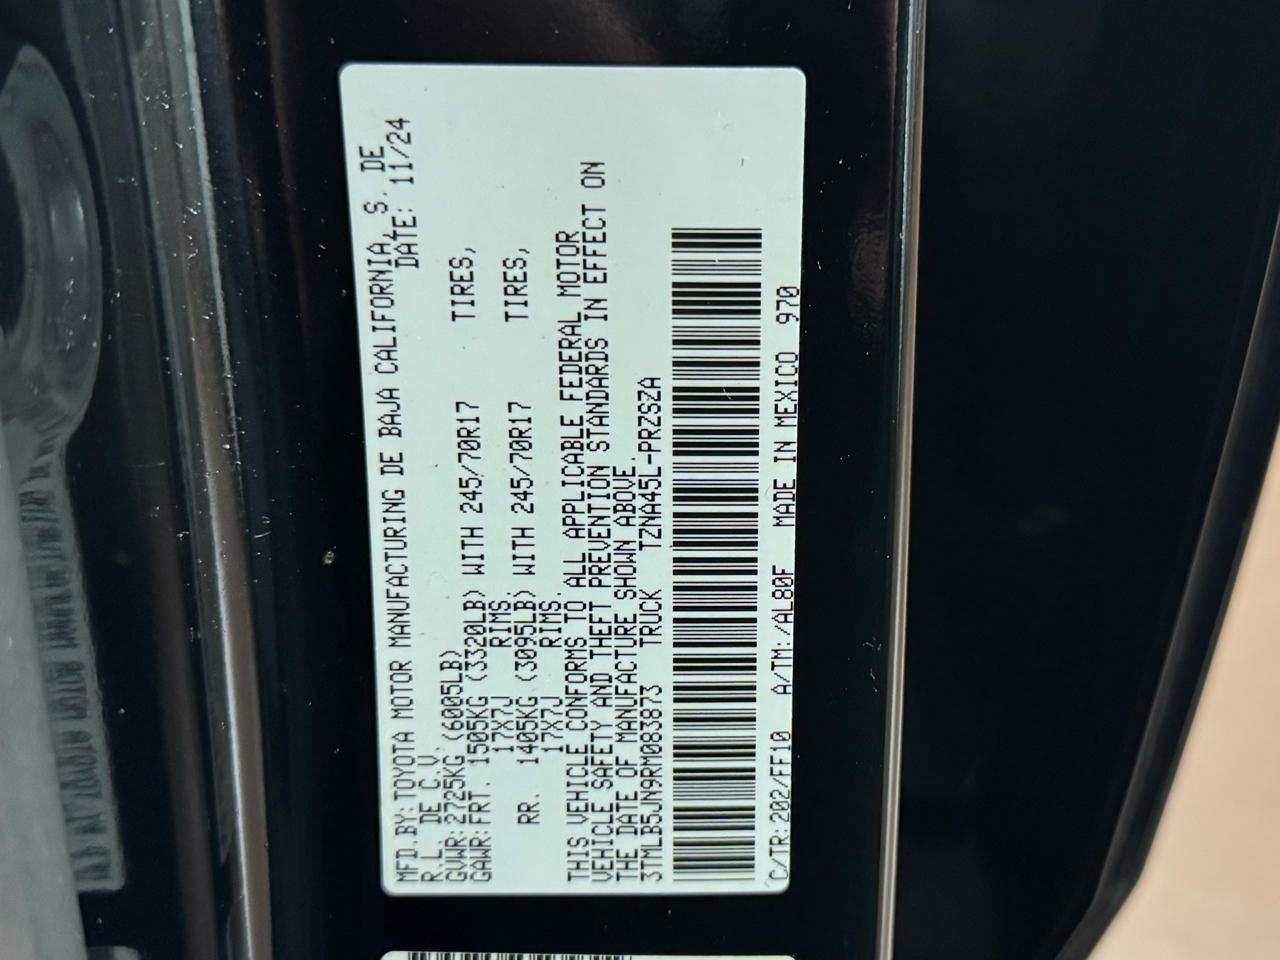 MFD.BY:TOYOTA MOTOR MANUFACTURING DE BAJA CALIFORNIA, S. DE
R.L. DE C.V. DATE: 11/24
GVWR:2725KG (6005LB)
GAWR:FRT. 1505KG (3320LB) WITH 245/70R17 TIRES,
17X7J RIMS.
RR. 1405KG (3095LB) WITH 245/70R17 TIRES,
17X7J RIMS.
THIS VEHICLE CONFORMS TO ALL APPLICABLE FEDERAL MOTOR
VEHICLE SAFETY AND THEFT PREVENTION STANDARDS IN EFFECT ON
THE DATE OF MANUFACTURE SHOWN ABOVE.
3TMLB5JN9RM083873 TRUCK TZNA45L-PRZSZA
C/TR:202/FF10 A/TM:/AL80F MADE IN MEXICO 970